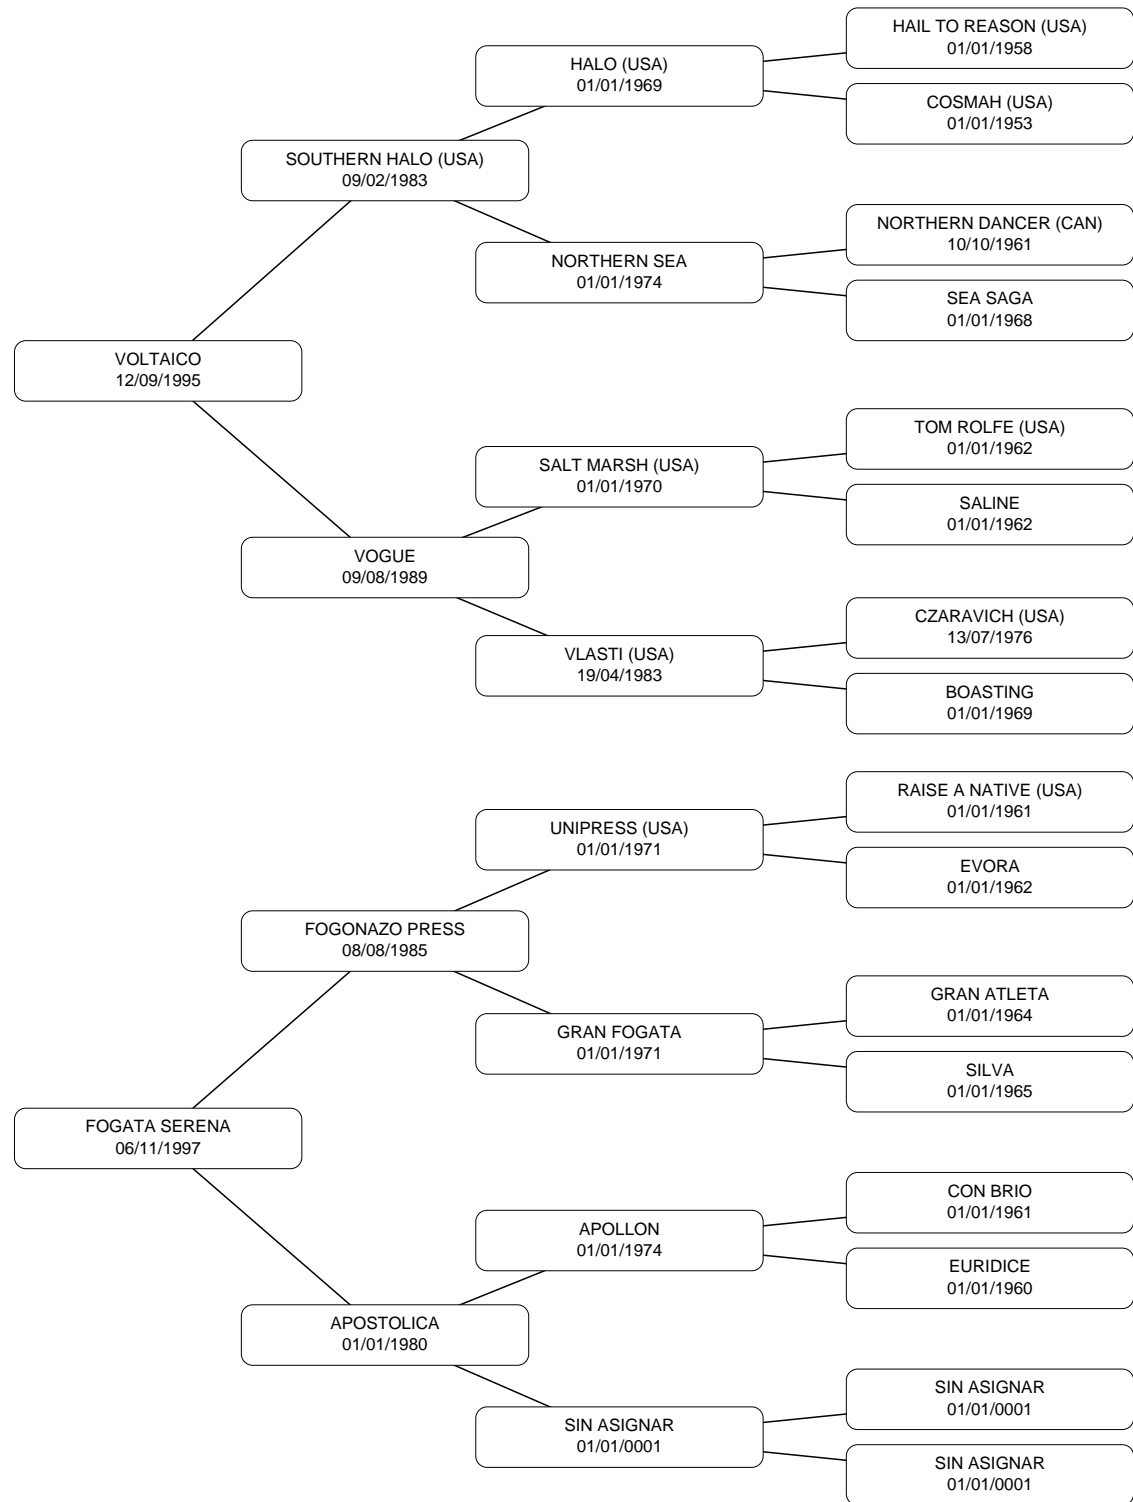 HAIL TO REASON (USA)
01/01/1958
HALO (USA)
01/01/1969
COSMAH (USA)
01/01/1953
SOUTHERN HALO (USA)
09/02/1983
NORTHERN DANCER (CAN)
10/10/1961
NORTHERN SEA
01/01/1974
SEA SAGA
01/01/1968
VOLTAICO
12/09/1995
TOM ROLFE (USA)
01/01/1962
SALT MARSH (USA)
01/01/1970
SALINE
01/01/1962
VOGUE
09/08/1989
CZARAVICH (USA)
13/07/1976
VLASTI (USA)
19/04/1983
BOASTING
01/01/1969
RAISE A NATIVE (USA)
01/01/1961
UNIPRESS (USA)
01/01/1971
EVORA
01/01/1962
FOGONAZO PRESS
08/08/1985
GRAN ATLETA
01/01/1964
GRAN FOGATA
01/01/1971
SILVA
01/01/1965
FOGATA SERENA
06/11/1997
CON BRIO
01/01/1961
APOLLON
01/01/1974
EURIDICE
01/01/1960
APOSTOLICA
01/01/1980
SIN ASIGNAR
01/01/0001
SIN ASIGNAR
01/01/0001
SIN ASIGNAR
01/01/0001